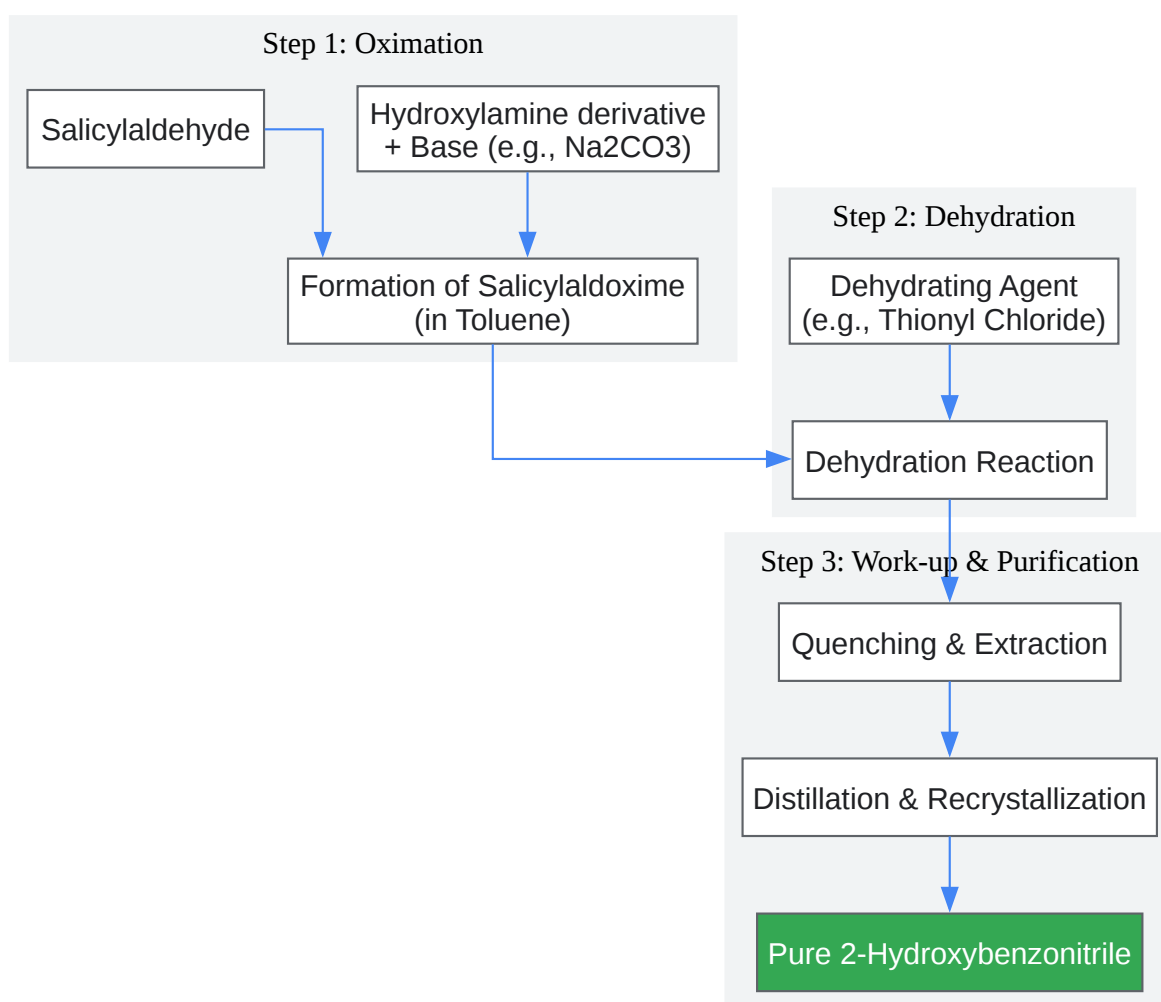 Step 1: Oximation
Salicylaldehyde
Hydroxylamine derivative
+ Base (e.g., Na2CO3)
Formation of Salicylaldoxime
(in Toluene)
Step 2: Dehydration
Dehydrating Agent
(e.g., Thionyl Chloride)
Dehydration Reaction
Step 3: Work-up & Purification
Quenching & Extraction
Distillation & Recrystallization
Pure 2-Hydroxybenzonitrile